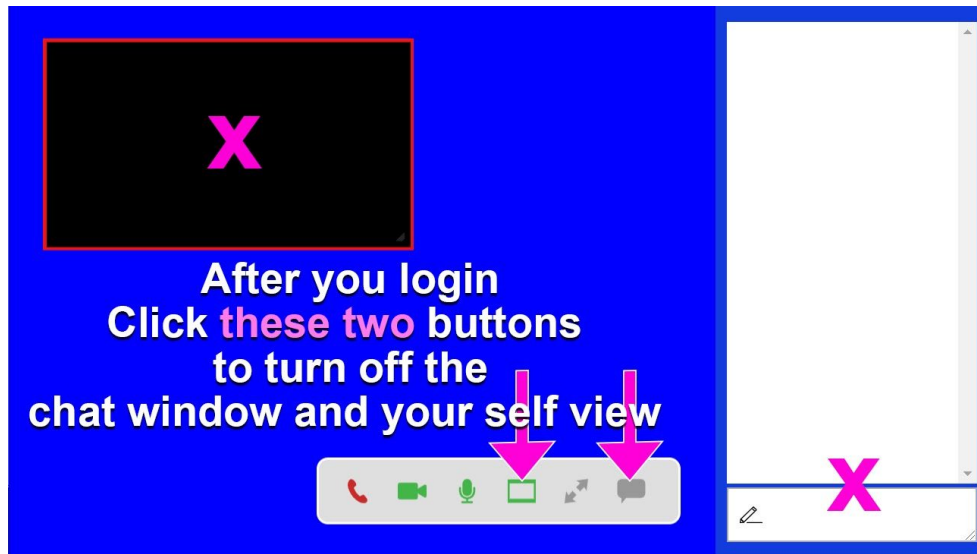 X
After you login
Click these two buttons
to turn off the
chat window and your self view
X